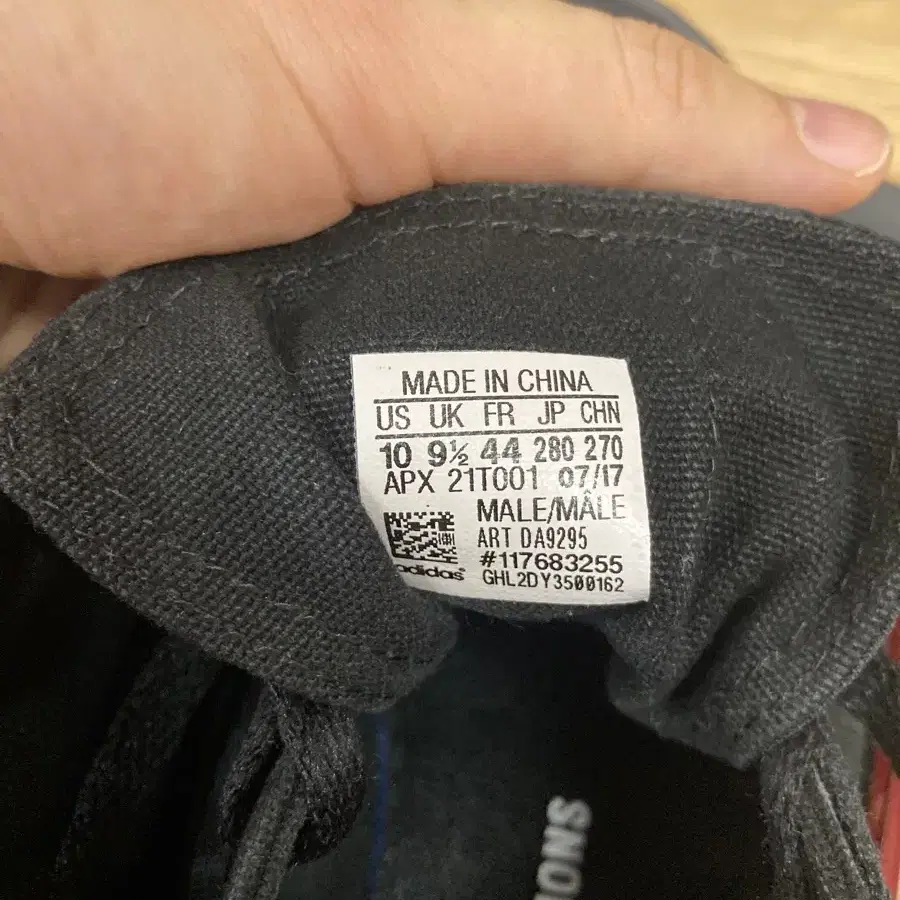 MADE IN CHINA
US UK FR JP CHN
10 9½ 44 280 270
APX 21T001 07/17
MALE/MÂLE
ART DA9295
#117683255
adidas GHL2DY3500162
IONS